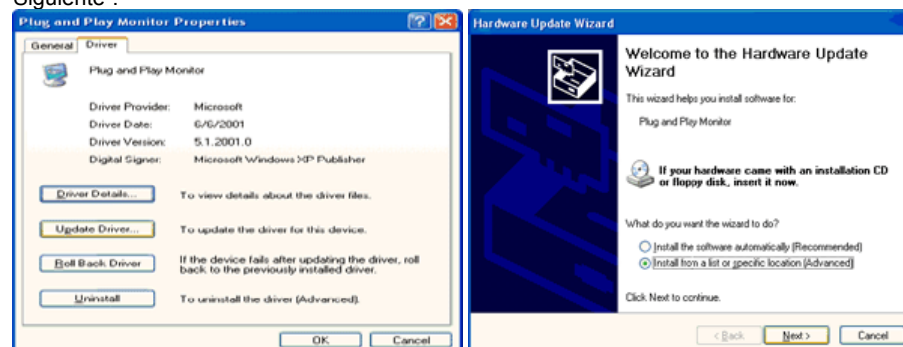 Siguiente".
Plug and Play Monitor Properties
General Driver
Plug and Play Monitor
Driver Provider: Microsoft
Driver Date: 6/6/2001
Driver Version: 5.1.2001.0
Digital Signer: Microsoft Windows XP Publisher
Driver Details... To view details about the driver files.
Update Driver... To update the driver for this device.
Roll Back Driver If the device fails after updating the driver, roll
back to the previously installed driver.
Uninstall To uninstall the driver (Advanced).
OK Cancel
Hardware Update Wizard
Welcome to the Hardware Update
Wizard
This wizard helps you install software for:
Plug and Play Monitor
If your hardware came with an installation CD
or floppy disk, insert it now.
What do you want the wizard to do?
Install the software automatically (Recommended)
Install from a list or specific location (Advanced)
Click Next to continue.
< Back Next > Cancel